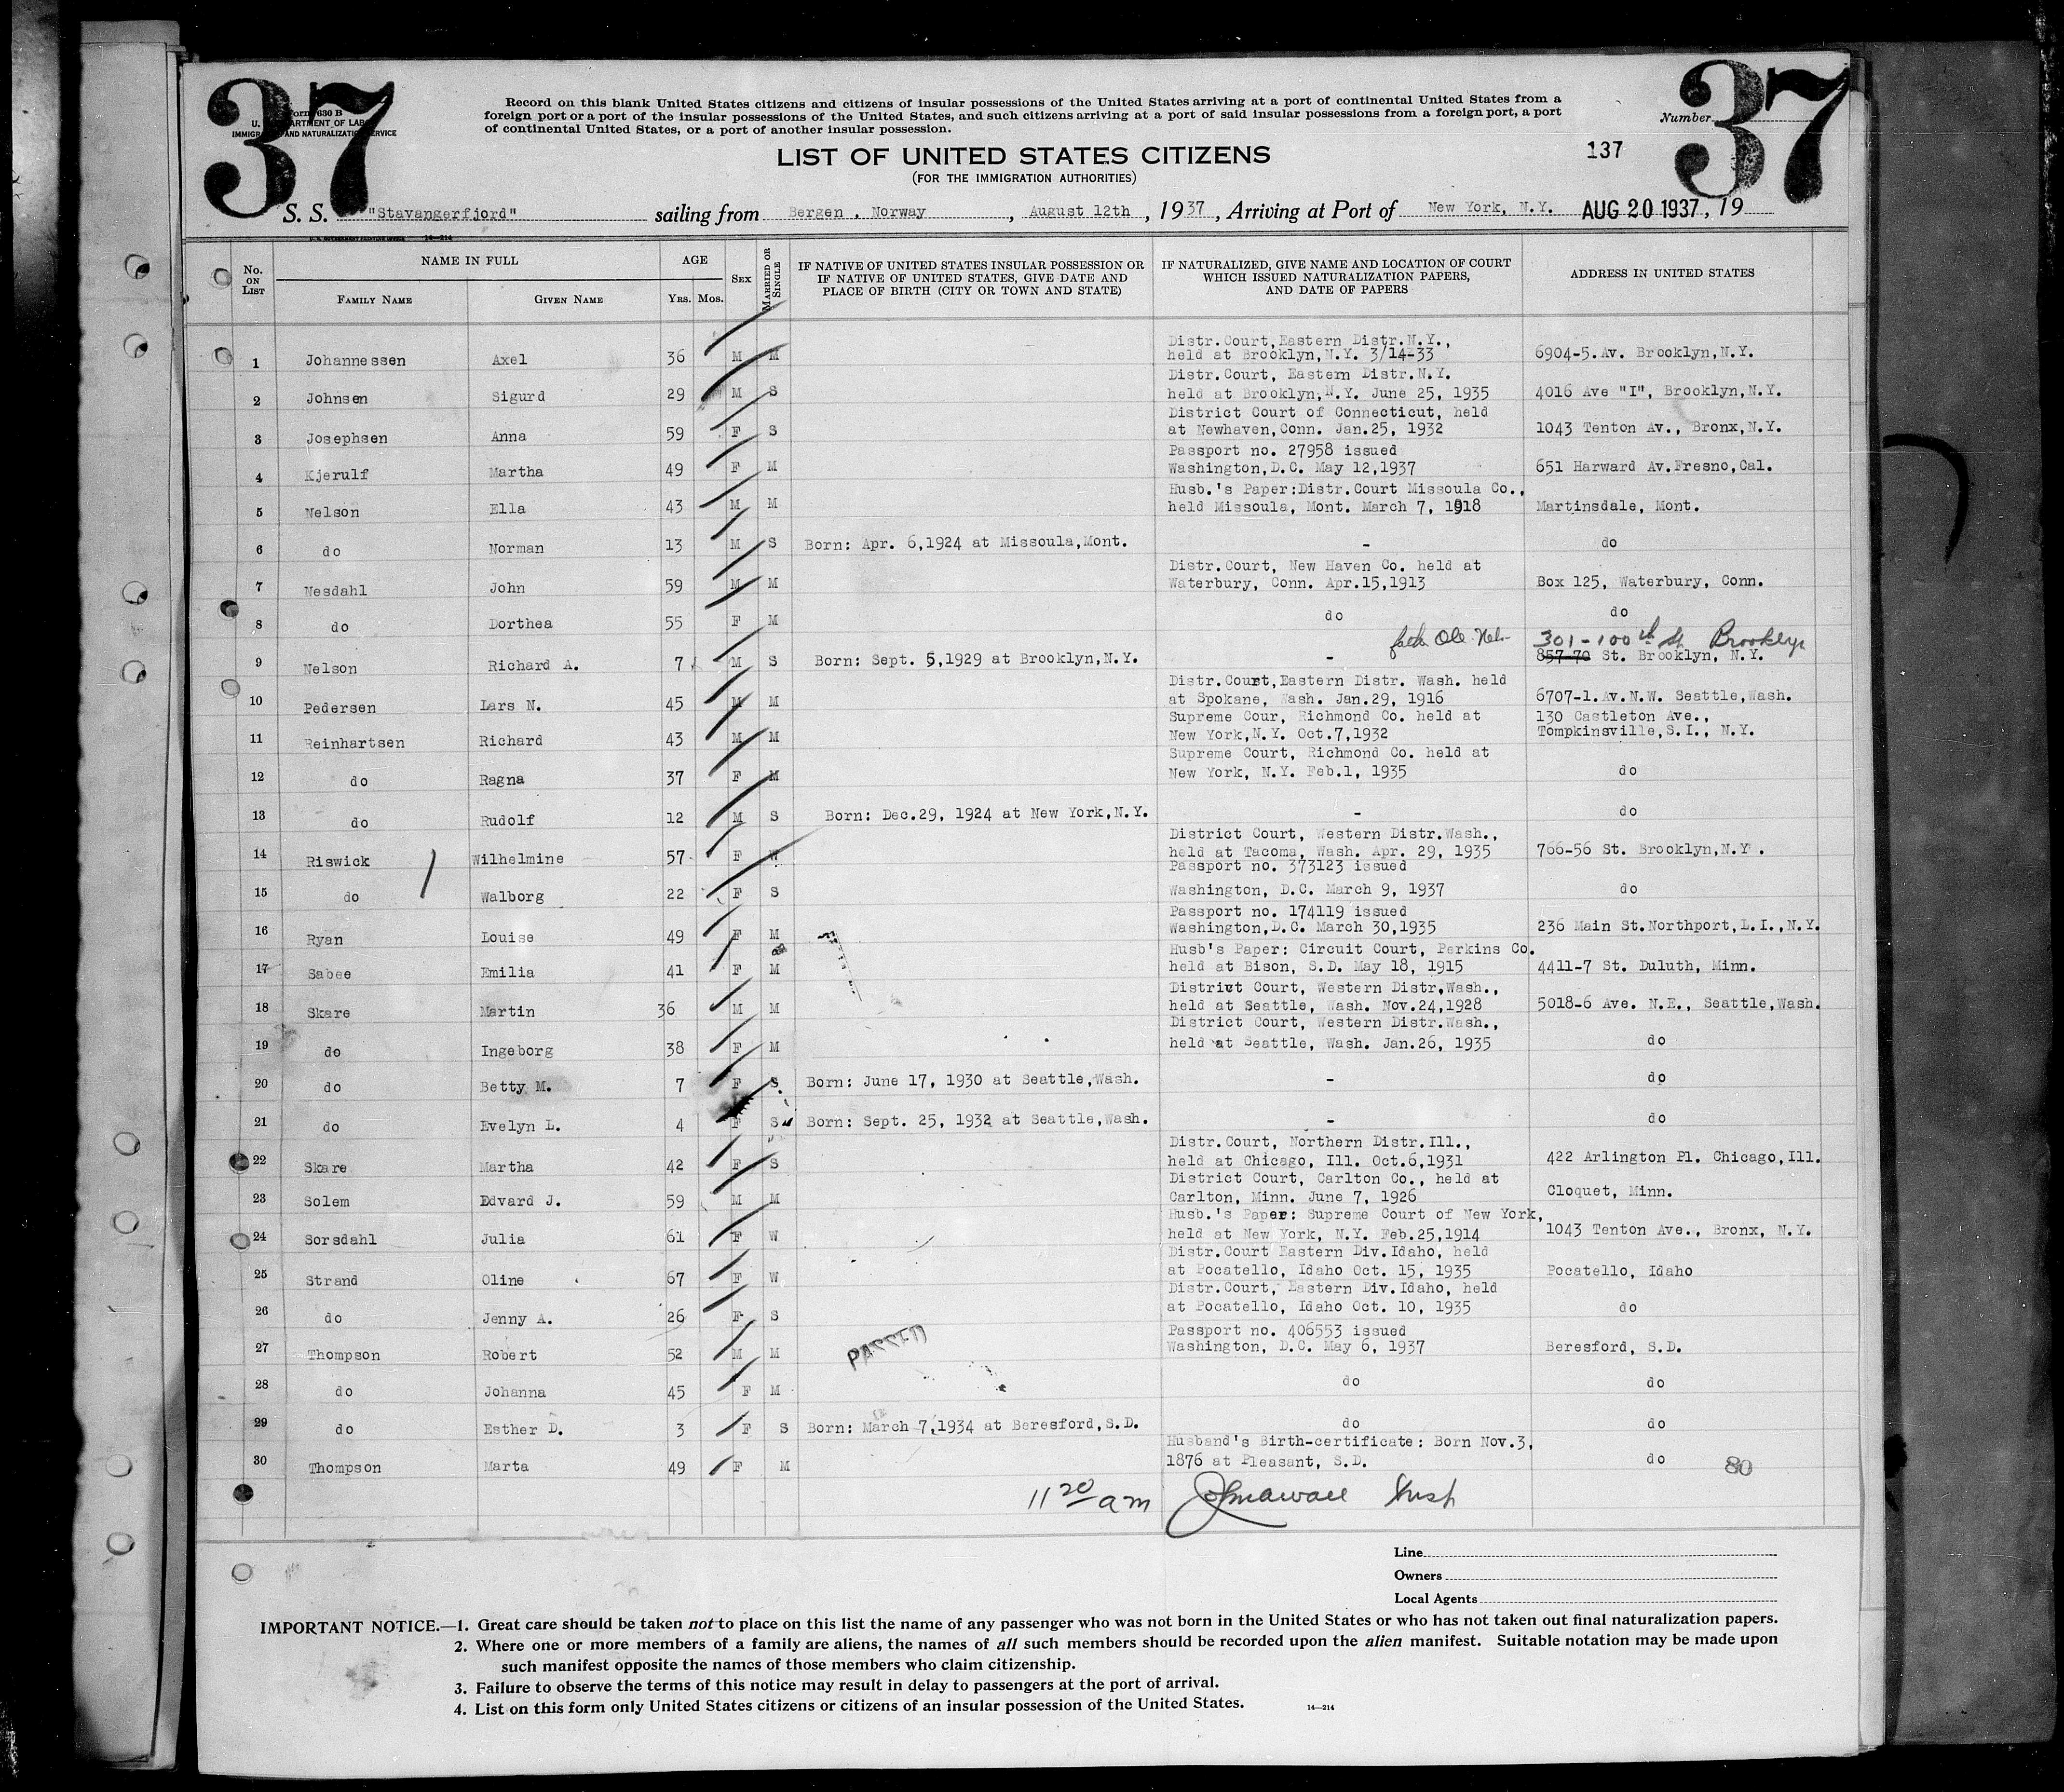 37
37
Form 630 B
U. S. DEPARTMENT OF LABOR
IMMIGRATION AND NATURALIZATION SERVICE
Record on this blank United States citizens and citizens of insular possessions of the United States arriving at a port of continental United States from a
foreign port or a port of the insular possessions of the United States, and such citizens arriving at a port of said insular possessions from a foreign port, a port
of continental United States, or a port of another insular possession.
Number
LIST OF UNITED STATES CITIZENS
137
(FOR THE IMMIGRATION AUTHORITIES)
S. S. "Stavangerfjord" sailing from Bergen, Norway, August 12th, 1937, Arriving at Port of New York, N.Y. AUG 20 1937, 19
No. ON LIST
NAME IN FULL
FAMILY NAME
GIVEN NAME
AGE
YRS. MOS.
SEX
MARRIED OR SINGLE
IF NATIVE OF UNITED STATES INSULAR POSSESSION OR
IF NATIVE OF UNITED STATES, GIVE DATE AND
PLACE OF BIRTH (CITY OR TOWN AND STATE)
IF NATURALIZED, GIVE NAME AND LOCATION OF COURT
WHICH ISSUED NATURALIZATION PAPERS,
AND DATE OF PAPERS
ADDRESS IN UNITED STATES
Distr.Court,Eastern Distr.N.Y.,
1 Johannessen Axel 36 M M held at Brooklyn,N.Y. 3/14-33 6904-5.Av. Brooklyn,N.Y.
Distr.Court, Eastern Distr.N.Y.
2 Johnsen Sigurd 29 M S held at Brooklyn,N.Y. June 25, 1935 4016 Ave "I", Brooklyn,N.Y.
District Court of Connecticut, held
3 Josephsen Anna 59 F S at Newhaven,Conn. Jan.25, 1932 1043 Tenton Av., Bronx,N.Y.
Passport no. 27958 issued
4 Kjerulf Martha 49 F M Washington,D.C. May 12,1937 651 Harward Av.Fresno,Cal.
Husb.'s Paper:Distr.Court Missoula Co.,
5 Nelson Ella 43 M M held Missoula, Mont. March 7, 1918 Martinsdale, Mont.
6 do Norman 13 M S Born: Apr. 6,1924 at Missoula,Mont. - do
Distr.Court, New Haven Co. held at
7 Nesdahl John 59 M M Waterbury, Conn. Apr.15,1913 Box 125, Waterbury, Conn.
8 do Dorthea 55 F M do do
301-100th St Brooklyn
9 Nelson Richard A. 7 M S Born: Sept. 5,1929 at Brooklyn,N.Y. - 857-70 St. Brooklyn, N.Y.
Distr.Court,Eastern Distr. Wash. held
10 Pedersen Lars N. 45 M M at Spokane, Wash. Jan.29, 1916 6707-1.Av.N.W. Seattle,Wash.
Supreme Cour, Richmond Co. held at 130 Castleton Ave.,
11 Reinhartsen Richard 43 M M New York,N.Y. Oct.7,1932 Tompkinsville,S.I., N.Y.
Supreme Court, Richmond Co. held at
12 do Ragna 37 F M New York, N.Y. Feb.1, 1935 do
13 do Rudolf 12 M S Born: Dec.29, 1924 at New York,N.Y. - do
District Court, Western Distr.Wash.,
14 Riswick Wilhelmine 57 F W held at Tacoma, Wash. Apr. 29, 1935 766-56 St. Brooklyn,N.Y.
Passport no. 373123 issued
15 do Walborg 22 F S Washington, D.C. March 9, 1937 do
Passport no. 174119 issued
16 Ryan Louise 49 F M Washington,D.C. March 30,1935 236 Main St.Northport,L.I.,N.Y.
Husb's Paper: Circuit Court, Perkins Co.
17 Sabee Emilia 41 F M held at Bison, S.D. May 18, 1915 4411-7 St. Duluth, Minn.
District Court, Western Distr,Wash.,
18 Skare Martin 36 M M held at Seattle, Wash. Nov.24,1928 5018-6 Ave. N.E., Seattle,Wash.
District Court, Western Distr.Wash.,
19 do Ingeborg 38 F M held at Seattle, Wash. Jan.26, 1935 do
20 do Betty M. 7 F S Born: June 17, 1930 at Seattle,Wash. - do
21 do Evelyn L. 4 F S Born: Sept. 25, 1932 at Seattle,Wash. - do
Distr.Court, Northern Distr.Ill.,
22 Skare Martha 42 F S held at Chicago, Ill. Oct.6,1931 422 Arlington Pl. Chicago,Ill.
District Court, Carlton Co., held at
23 Solem Edvard J. 59 M M Carlton, Minn. June 7, 1926 Cloquet, Minn.
Husb.'s Paper: Supreme Court of New York,
24 Sorsdahl Julia 61 F W held at New York, N.Y. Feb.25,1914 1043 Tenton Ave., Bronx, N.Y.
Distr.Court Eastern Div.Idaho, held
25 Strand Oline 67 F W at Pocatello, Idaho Oct. 15, 1935 Pocatello, Idaho
Distr.Court, Eastern Div.Idaho, held
26 do Jenny A. 26 F S at Pocatello, Idaho Oct. 10, 1935 do
Passport no. 406553 issued
27 Thompson Robert 52 M M PASSED Washington, D.C. May 6, 1937 Beresford, S.D.
28 do Johanna 45 F M do do
29 do Esther D. 3 F S Born: March 7,1934 at Beresford,S.D. do do
Husband's Birth-certificate: Born Nov.3,
30 Thompson Marta 49 F M 1876 at Pleasant, S.D. do 80
11 20 am
Line
Owners
Local Agents
IMPORTANT NOTICE.—1. Great care should be taken not to place on this list the name of any passenger who was not born in the United States or who has not taken out final naturalization papers.
2. Where one or more members of a family are aliens, the names of all such members should be recorded upon the alien manifest. Suitable notation may be made upon
such manifest opposite the names of those members who claim citizenship.
3. Failure to observe the terms of this notice may result in delay to passengers at the port of arrival.
4. List on this form only United States citizens or citizens of an insular possession of the United States.
14—214